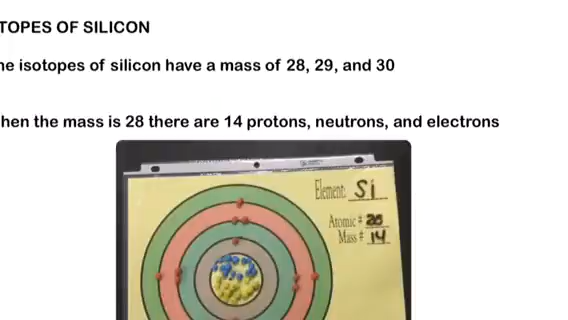 TOPES OF SILICON
he isotopes of silicon have a mass of 28, 29, and 30
hen the mass is 28 there are 14 protons, neutrons, and electrons
Element: Si
Atomic # 28
Mass # 14